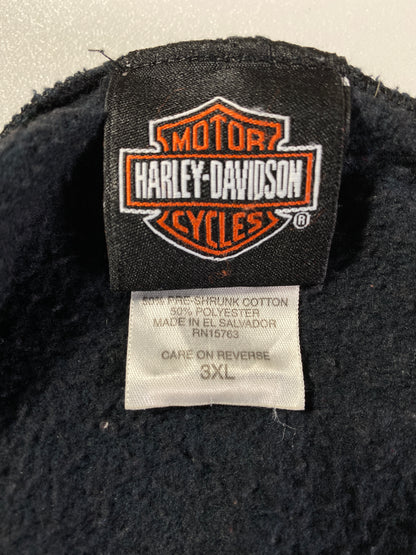 MOTOR
HARLEY-DAVIDSON
CYCLES ®
50% PRE-SHRUNK COTTON
50% POLYESTER
MADE IN EL SALVADOR
RN15763
CARE ON REVERSE
3XL